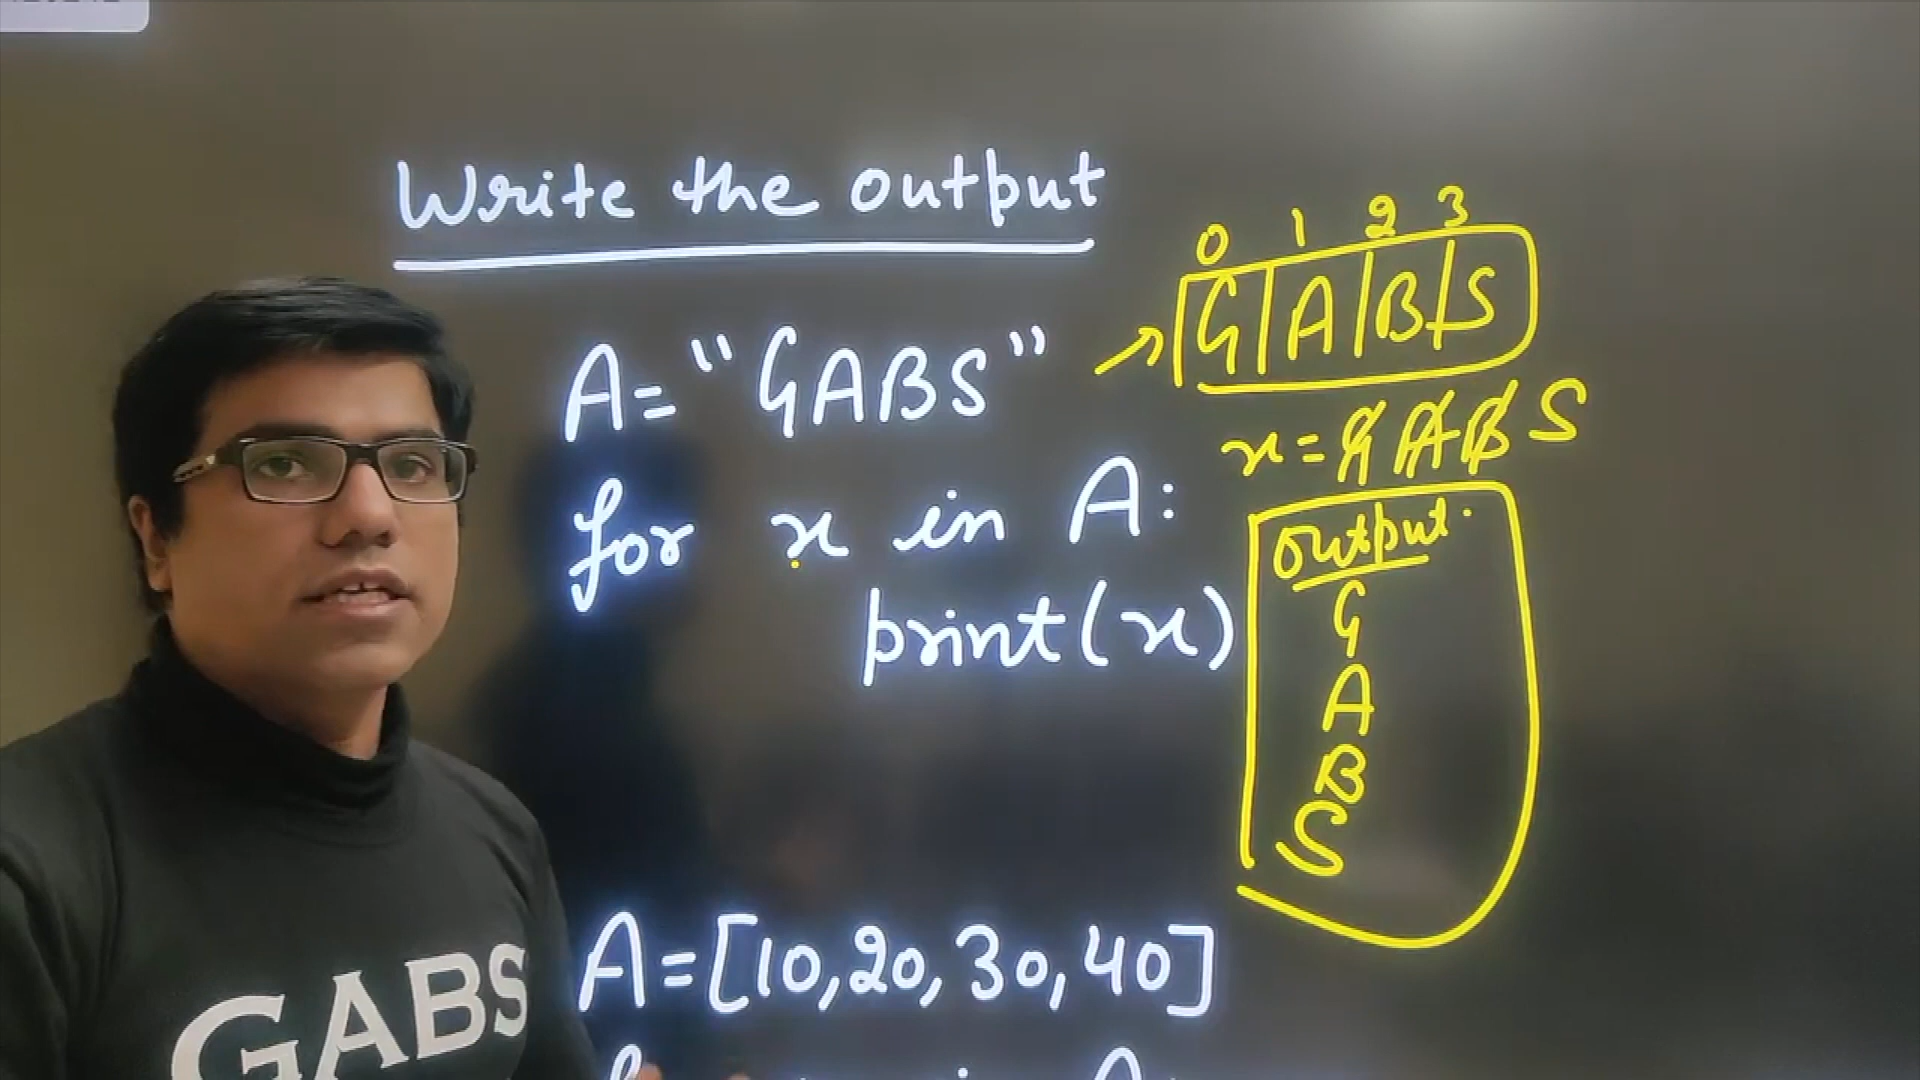 Write the output
A= "GABS"
for x in A:
print(x)
0 1 2 3
G A B S
x = G A B S
output
G
A
B
S
A=[10,20,30,40]
GABS